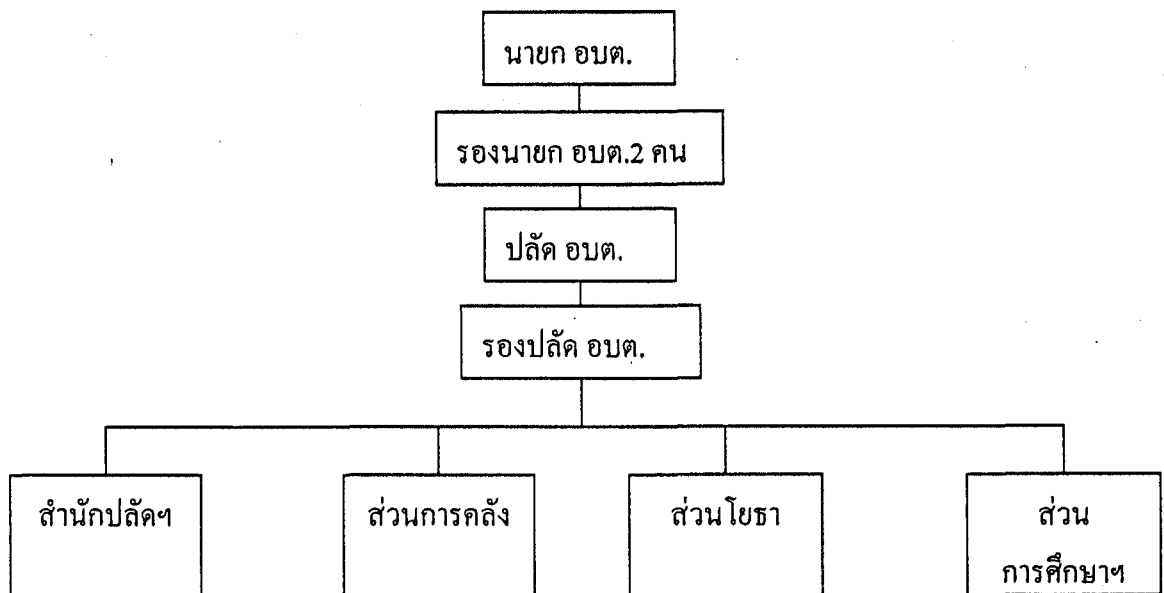 นายก อบต.
รองนายก อบต.2 คน
ปลัด อบต.
รองปลัด อบต.
สำนักปลัดฯ
ส่วนการคลัง
ส่วนโยธา
ส่วน
การศึกษาฯ